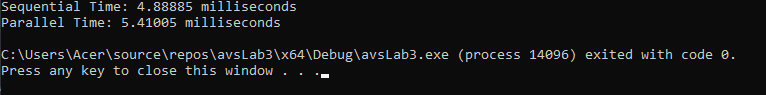 Sequential Time: 4.88885 milliseconds
Parallel Time: 5.41005 milliseconds
C:\Users\Acer\source\repos\avsLab3\x64\Debug\avsLab3.exe (process 14096) exited with code 0.
Press any key to close this window . . .